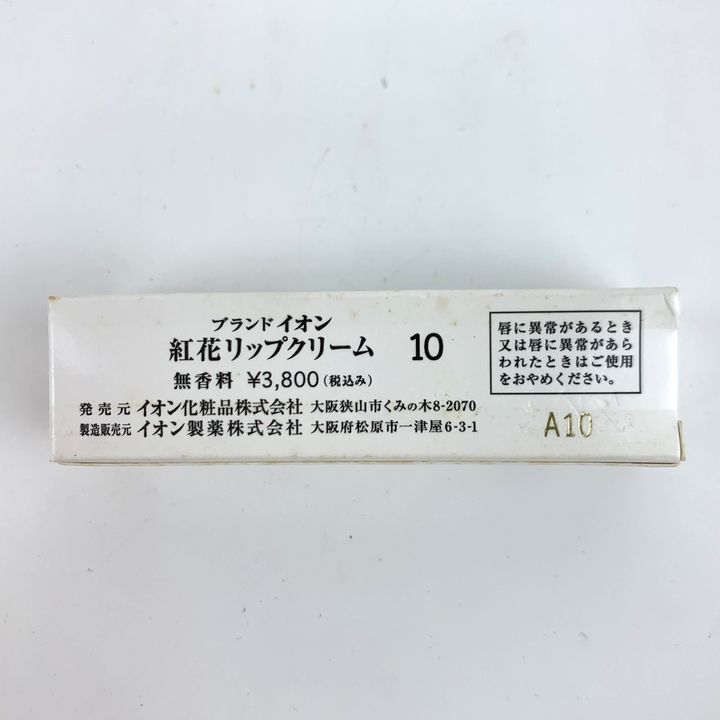 ブランド イオン
紅花リップクリーム 10
無香料 ¥3,800(税込み)
発売元 イオン化粧品株式会社 大阪狭山市くみの木8-2070
製造販売元 イオン製薬株式会社 大阪府松原市一津屋6-3-1
唇に異常があるとき
又は唇に異常があら
われたときはご使用
をおやめください。
A10